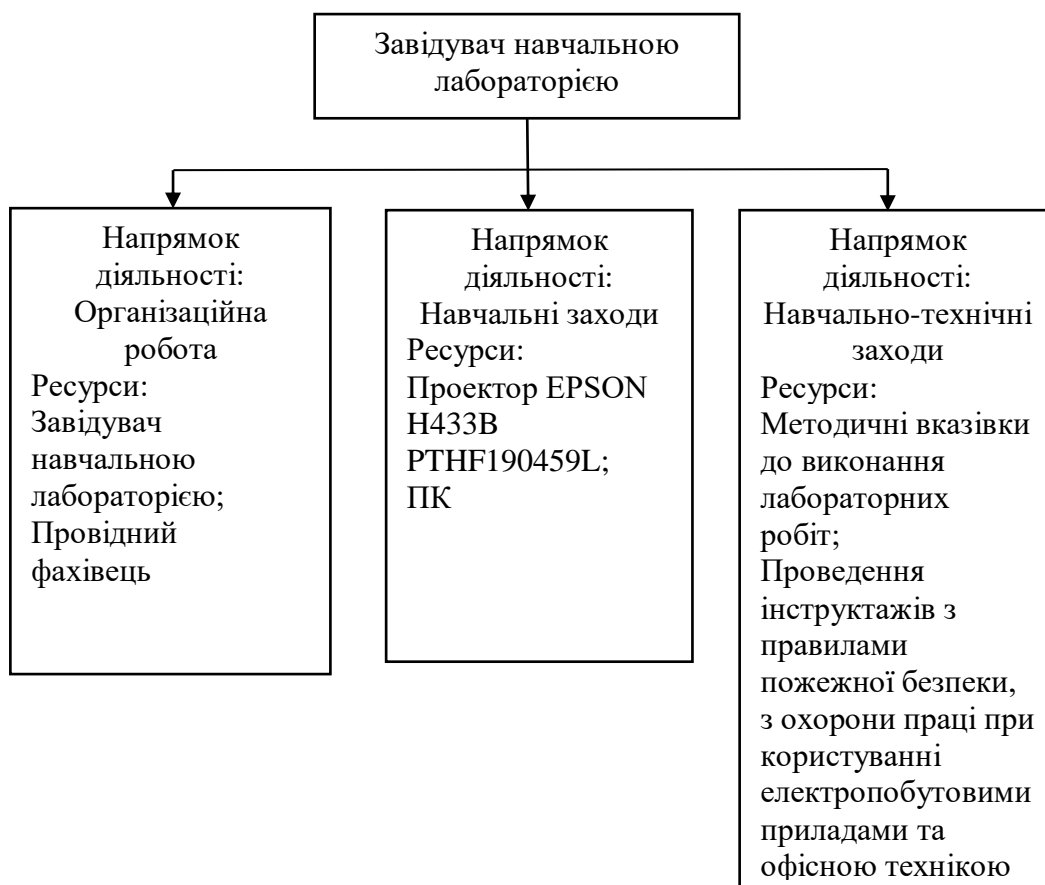 Завідувач навчальною
лабораторією
Напрямок
діяльності:
Організаційна
робота
Ресурси:
Завідувач
навчальною
лабораторією;
Провідний
фахівець
Напрямок
діяльності:
Навчальні заходи
Ресурси:
Проектор EPSON
H433B
PTHF190459L;
ПК
Напрямок
діяльності:
Навчально-технічні
заходи
Ресурси:
Методичні вказівки
до виконання
лабораторних
робіт;
Проведення
інструктажів з
правилами
пожежної безпеки,
з охорони праці при
користуванні
електропобутовими
приладами та
офісною технікою